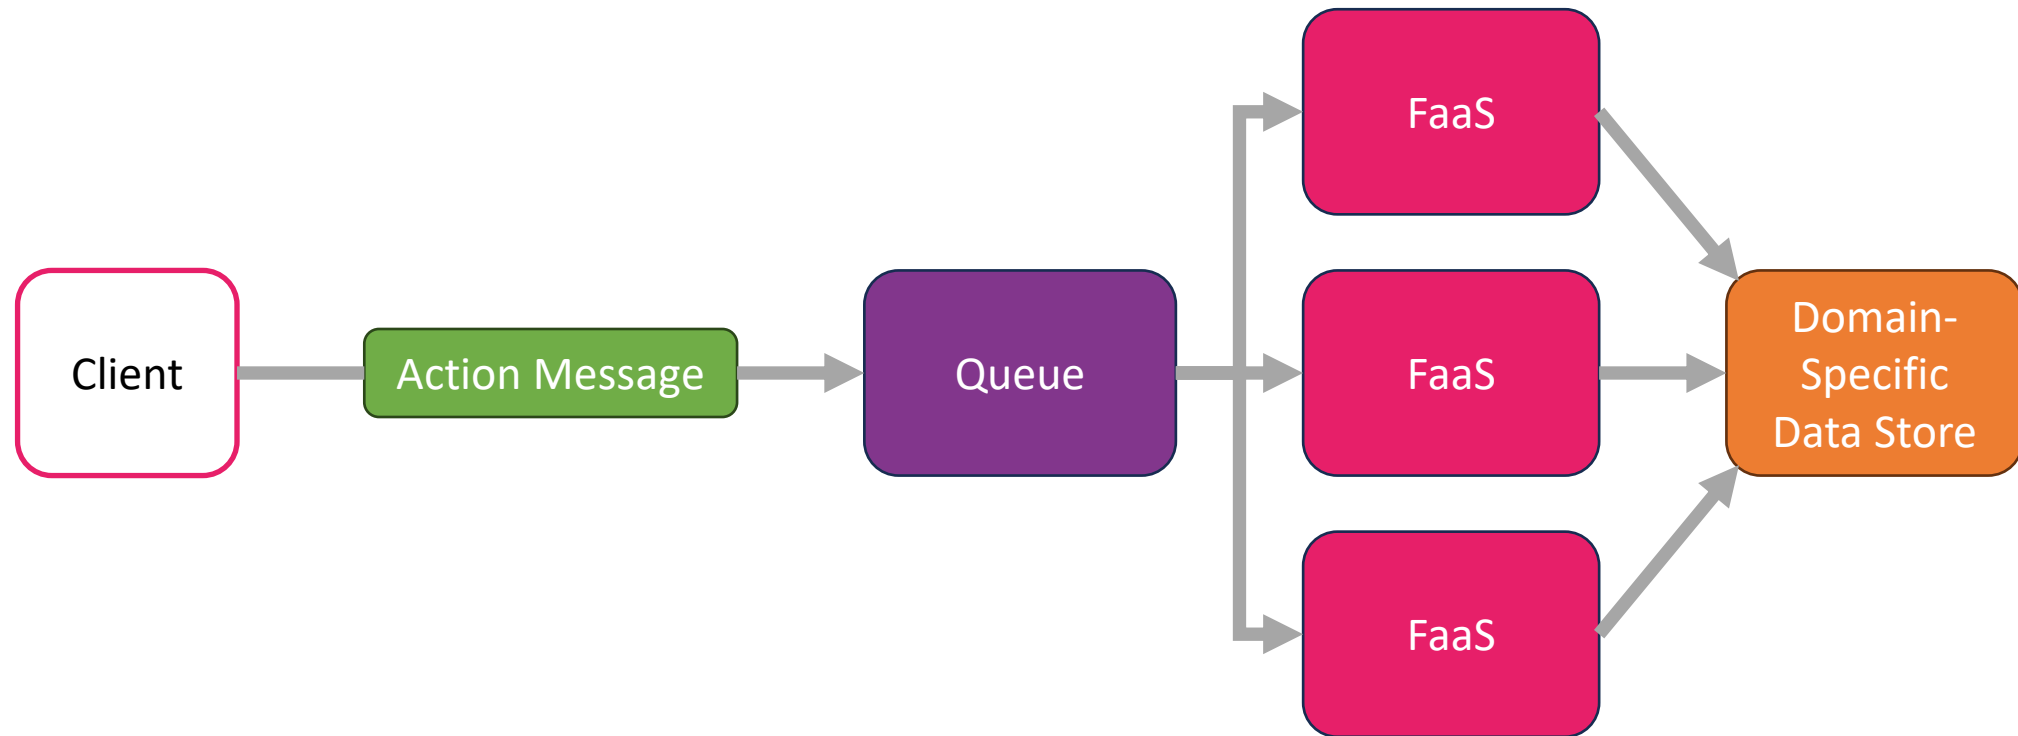 FaaS
Client
Action Message
Queue
FaaS
Domain-
Specific
Data Store
FaaS